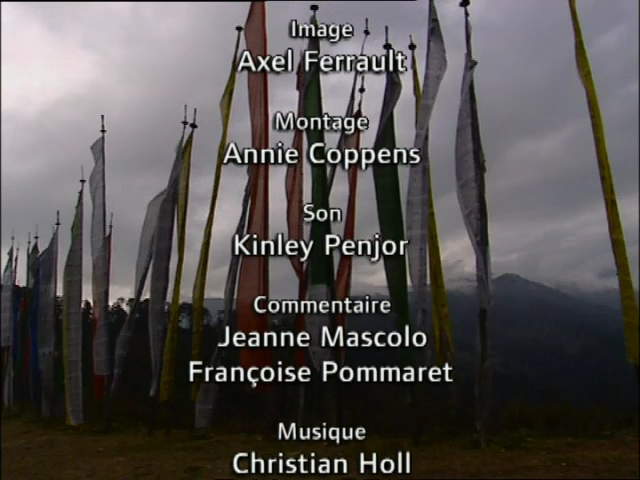 Image
Axel Ferrault
Montage
Annie Coppens
Son
Kinley Penjor
Commentaire
Jeanne Mascolo
Françoise Pommaret
Musique
Christian Holl